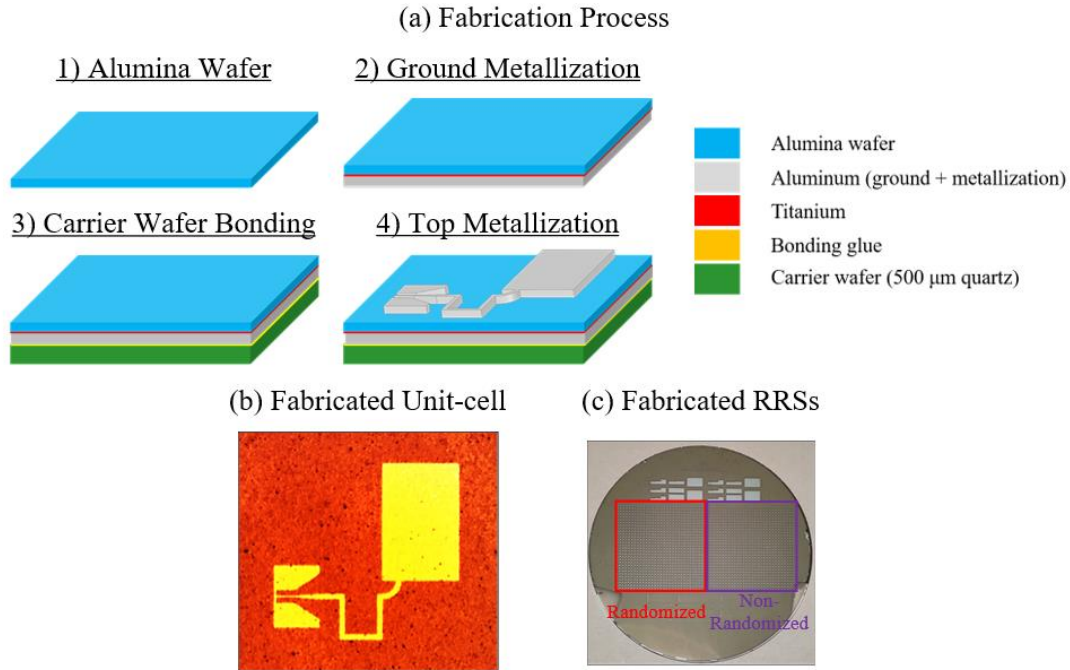 (a) Fabrication Process
1) Alumina Wafer
2) Ground Metallization
Alumina wafer
Aluminum (ground + metallization)
Titanium
Bonding glue
Carrier wafer (500 μm quartz)
3) Carrier Wafer Bonding
4) Top Metallization
(b) Fabricated Unit-cell
(c) Fabricated RRSs
Randomized
Non-
Randomized